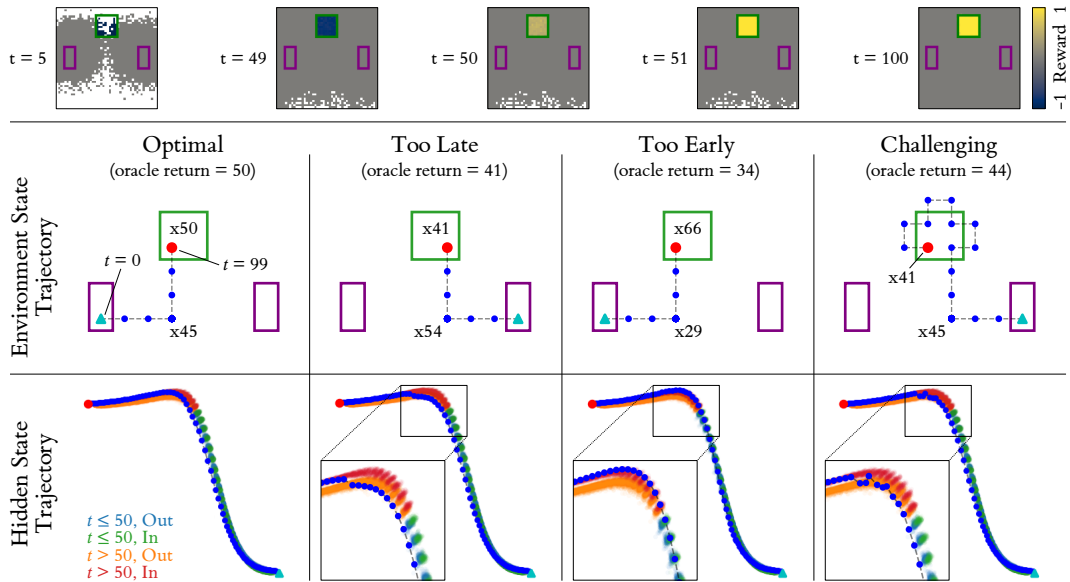 t = 5
t = 49
t = 50
t = 51
t = 100
−1 Reward 1
Optimal
(oracle return = 50)
Too Late
(oracle return = 41)
Too Early
(oracle return = 34)
Challenging
(oracle return = 44)
Environment State
Trajectory
x50
t = 0
t = 99
x45
x41
x54
x66
x29
x41
x45
Hidden State
Trajectory
t ≤ 50, Out
t ≤ 50, In
t > 50, Out
t > 50, In